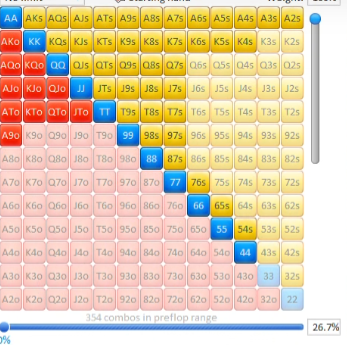 Starting hand
AA AKs AQs AJs ATs A9s A8s A7s A6s A5s A4s A3s A2s
AKo KK KQs KJs KTs K9s K8s K7s K6s K5s K4s K3s K2s
AQo KQo QQ QJs QTs Q9s Q8s Q7s Q6s Q5s Q4s Q3s Q2s
AJo KJo QJo JJ JTs J9s J8s J7s J6s J5s J4s J3s J2s
ATo KTo QTo JTo TT T9s T8s T7s T6s T5s T4s T3s T2s
A9o K9o Q9o J9o T9o 99 98s 97s 96s 95s 94s 93s 92s
A8o K8o Q8o J8o T8o 98o 88 87s 86s 85s 84s 83s 82s
A7o K7o Q7o J7o T7o 97o 87o 77 76s 75s 74s 73s 72s
A6o K6o Q6o J6o T6o 96o 86o 76o 66 65s 64s 63s 62s
A5o K5o Q5o J5o T5o 95o 85o 75o 65o 55 54s 53s 52s
A4o K4o Q4o J4o T4o 94o 84o 74o 64o 54o 44 43s 42s
A3o K3o Q3o J3o T3o 93o 83o 73o 63o 53o 43o 33 32s
A2o K2o Q2o J2o T2o 92o 82o 72o 62o 52o 42o 32o 22
354 combos in preflop range
26.7%
0%